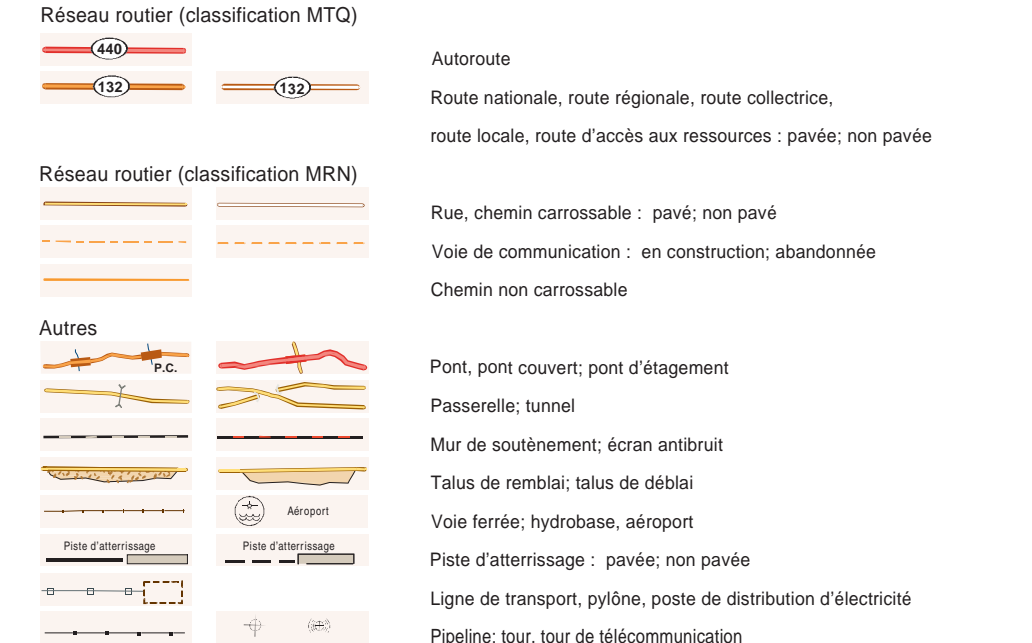 Réseau routier (classification MTQ)
440
Autoroute
132 132
Route nationale, route régionale, route collectrice,
route locale, route d'accès aux ressources : pavée; non pavée
Réseau routier (classification MRN)
Rue, chemin carrossable : pavé; non pavé
Voie de communication : en construction; abandonnée
Chemin non carrossable
Autres
P.C.
Pont, pont couvert; pont d'étagement
Passerelle; tunnel
Mur de soutènement; écran antibruit
Talus de remblai; talus de déblai
Aéroport
Voie ferrée; hydrobase, aéroport
Piste d'atterrissage Piste d'atterrissage
Piste d'atterrissage : pavée; non pavée
Ligne de transport, pylône, poste de distribution d'électricité
Pipeline; tour, tour de télécommunication